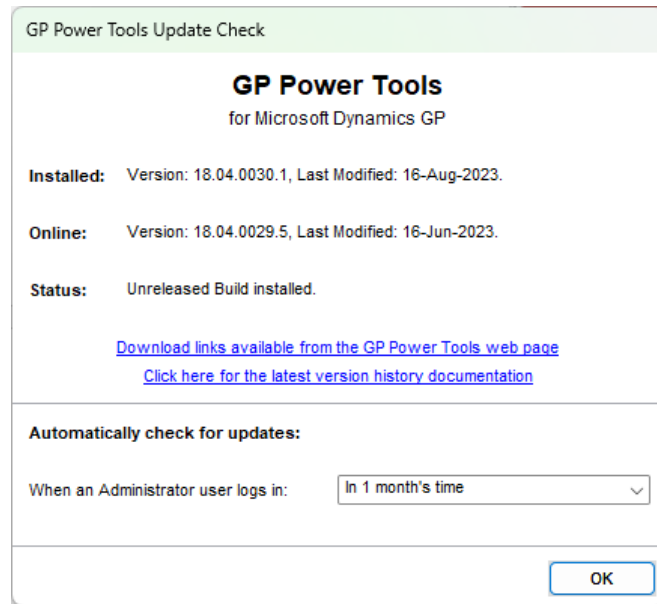 GP Power Tools Update Check
GP Power Tools
for Microsoft Dynamics GP
Installed: Version: 18.04.0030.1, Last Modified: 16-Aug-2023.
Online: Version: 18.04.0029.5, Last Modified: 16-Jun-2023.
Status: Unreleased Build installed.
Download links available from the GP Power Tools web page
Click here for the latest version history documentation
Automatically check for updates:
When an Administrator user logs in: In 1 month's time
OK